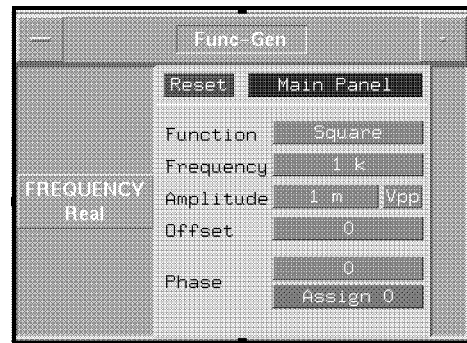 Func-Gen
Reset Main Panel
Function Square
Frequency 1 k
Amplitude 1 m Vpp
Offset 0
FREQUENCY
Real
Phase 0
Assign 0